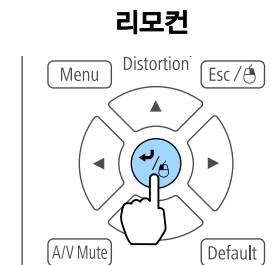 리모컨
Distortion
Menu
Esc /
A/V Mute
Default